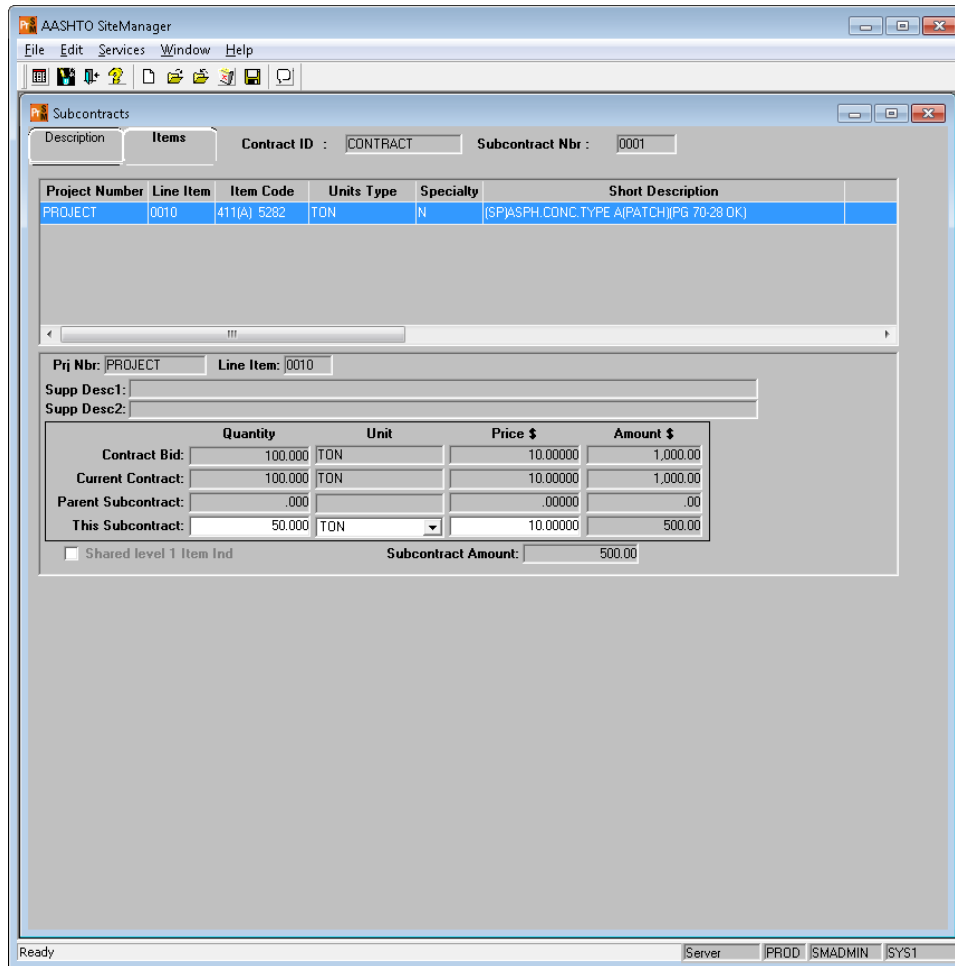 AASHTO SiteManager
File Edit Services Window Help
Subcontracts
Description Items Contract ID : CONTRACT Subcontract Nbr : 0001
Project Number Line Item Item Code Units Type Specialty Short Description
PROJECT 0010 411(A) 5282 TON N (SP)ASPH.CONC.TYPE A(PATCH)(PG 70-28 OK)
Prj Nbr: PROJECT Line Item: 0010
Supp Desc1:
Supp Desc2:
Quantity Unit Price $ Amount $
Contract Bid: 100.000 TON 10.00000 1,000.00
Current Contract: 100.000 TON 10.00000 1,000.00
Parent Subcontract: .000 .00000 .00
This Subcontract: 50.000 TON 10.00000 500.00
Shared level 1 Item Ind Subcontract Amount: 500.00
Ready Server PROD SMADMIN SYS1